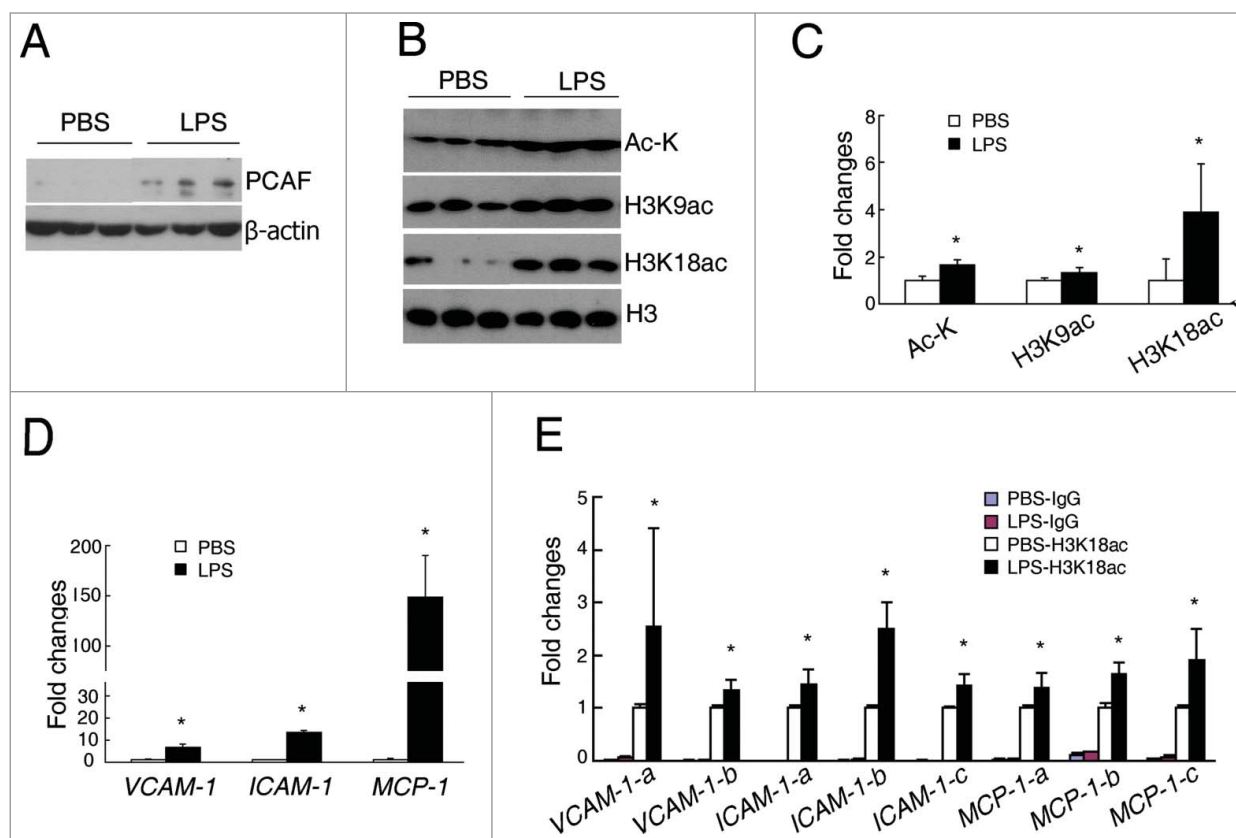 A
PBS LPS
PCAF
β-actin
B
PBS LPS
Ac-K
H3K9ac
H3K18ac
H3
C
Fold changes
8
6
4
2
0
PBS
LPS
*
*
*
Ac-K H3K9ac H3K18ac
D
Fold changes
200
150
100
30
20
10
0
PBS
LPS
*
*
*
VCAM-1 ICAM-1 MCP-1
E
Fold changes
5
4
3
2
1
0
PBS-IgG
LPS-IgG
PBS-H3K18ac
LPS-H3K18ac
* * * * * * * *
VCAM-1-a VCAM-1-b ICAM-1-a ICAM-1-b ICAM-1-c MCP-1-a MCP-1-b MCP-1-c